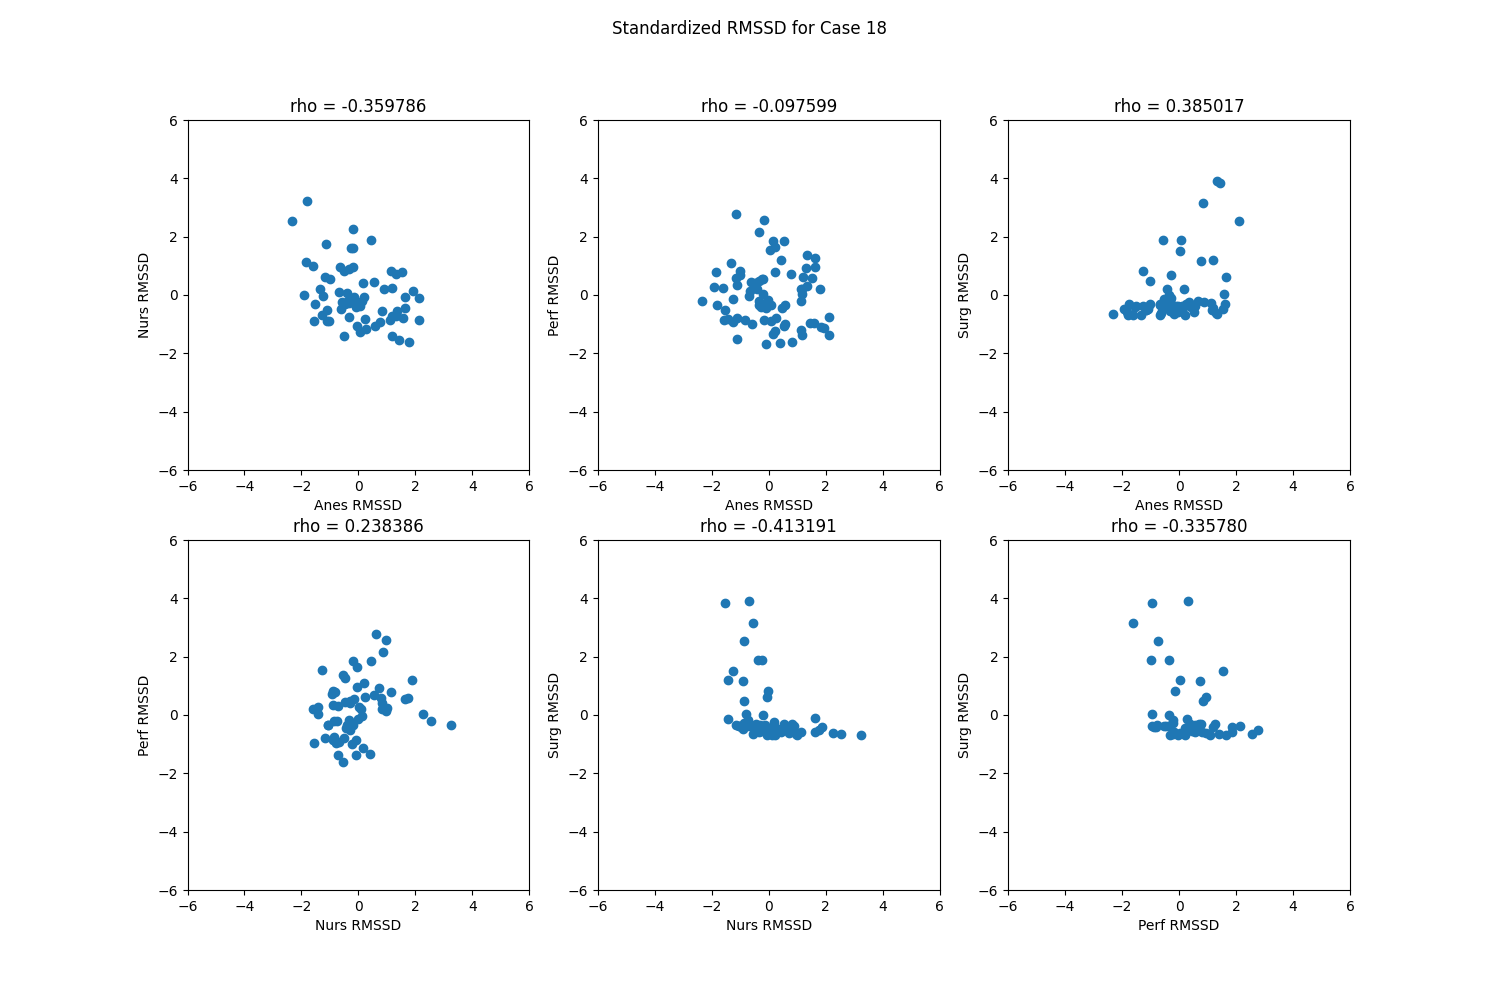 Standardized RMSSD for Case 18
rho = -0.359786
6
4
2
0
−2
−4
−6
Nurs RMSSD
−6 −4 −2 0 2 4 6
Anes RMSSD
rho = -0.097599
6
4
2
0
−2
−4
−6
Perf RMSSD
−6 −4 −2 0 2 4 6
Anes RMSSD
rho = 0.385017
6
4
2
0
−2
−4
−6
Surg RMSSD
−6 −4 −2 0 2 4 6
Anes RMSSD
rho = 0.238386
6
4
2
0
−2
−4
−6
Perf RMSSD
−6 −4 −2 0 2 4 6
Nurs RMSSD
rho = -0.413191
6
4
2
0
−2
−4
−6
Surg RMSSD
−6 −4 −2 0 2 4 6
Nurs RMSSD
rho = -0.335780
6
4
2
0
−2
−4
−6
Surg RMSSD
−6 −4 −2 0 2 4 6
Perf RMSSD